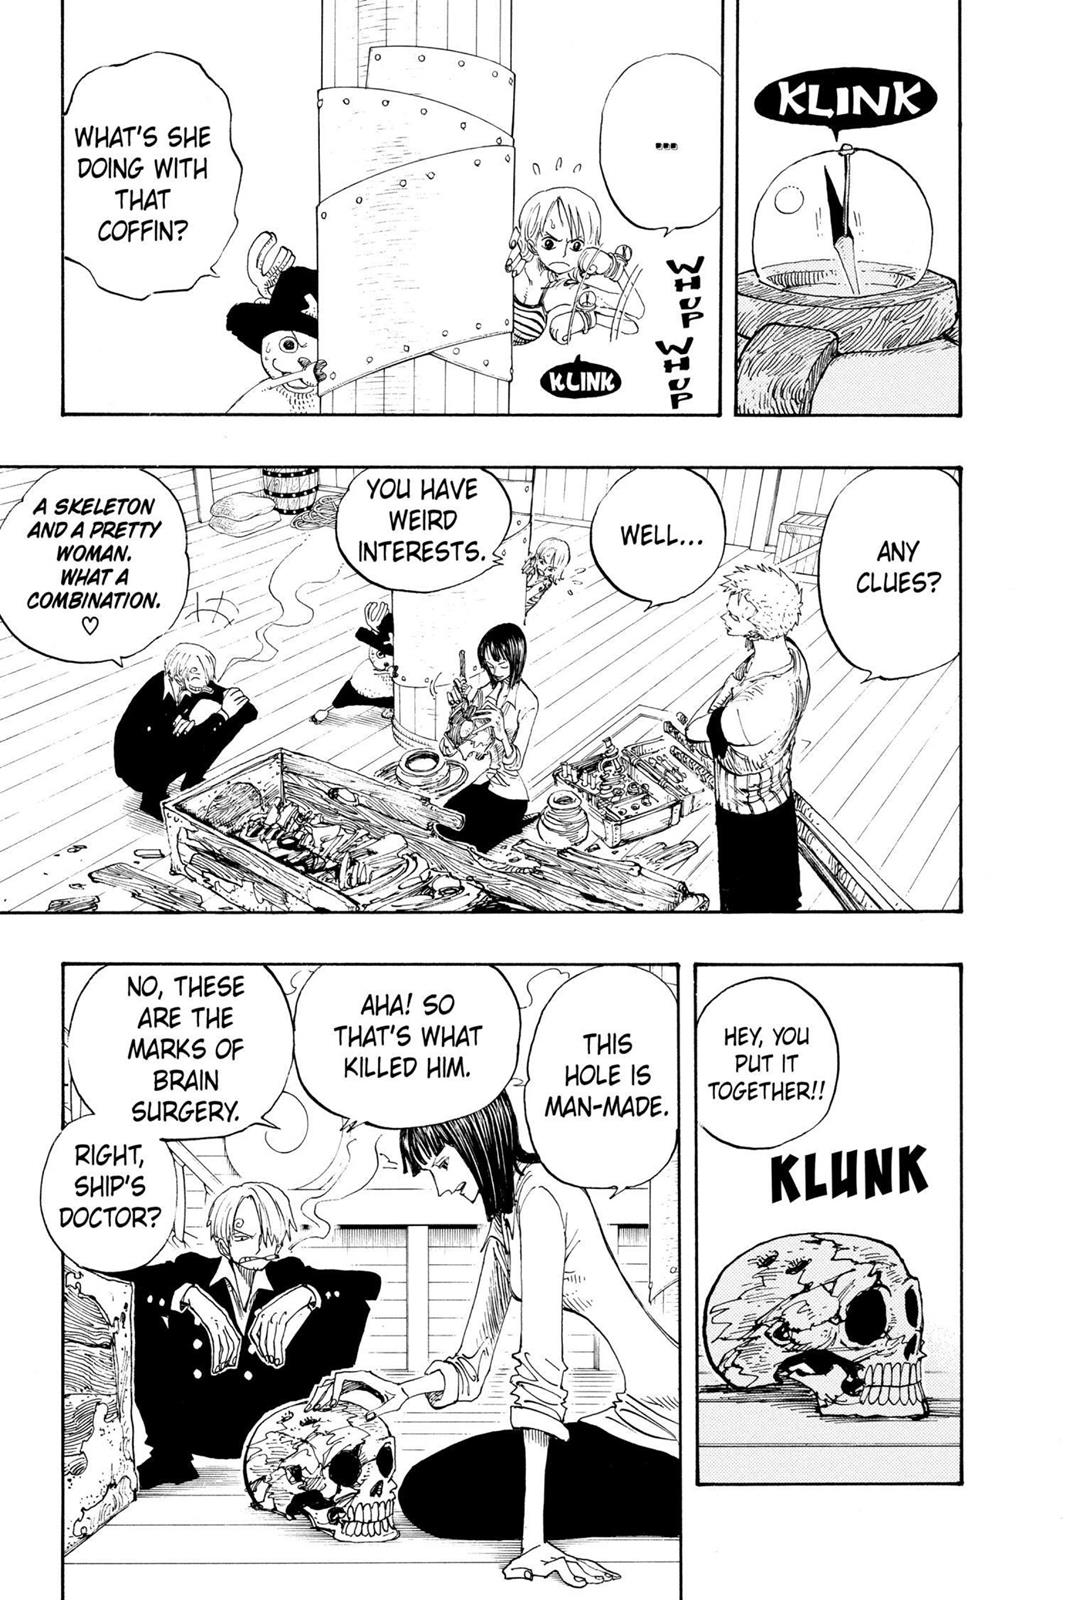 KLINK
...
WHUP WHUP
KLINK
WHAT'S SHE
DOING WITH
THAT
COFFIN?
ANY
CLUES?
WELL...
YOU HAVE
WEIRD
INTERESTS.
A SKELETON
AND A PRETTY
WOMAN.
WHAT A
COMBINATION.
♡
HEY, YOU
PUT IT
TOGETHER!!
KLUNK
THIS
HOLE IS
MAN-MADE.
AHA! SO
THAT'S WHAT
KILLED HIM.
NO, THESE
ARE THE
MARKS OF
BRAIN
SURGERY.
RIGHT,
SHIP'S
DOCTOR?